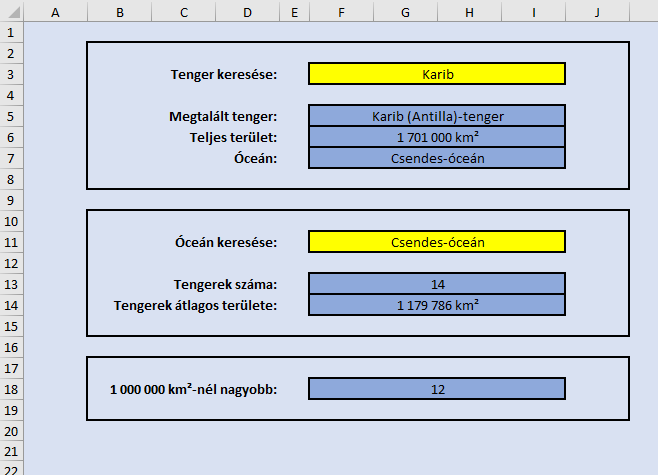 A B C D E F G H I J
1
2
3 Tenger keresése: Karib
4
5 Megtalált tenger: Karib (Antilla)-tenger
6 Teljes terület: 1 701 000 km²
7 Óceán: Csendes-óceán
8
9
10
11 Óceán keresése: Csendes-óceán
12
13 Tengerek száma: 14
14 Tengerek átlagos területe: 1 179 786 km²
15
16
17
18 1 000 000 km²-nél nagyobb: 12
19
20
21
22